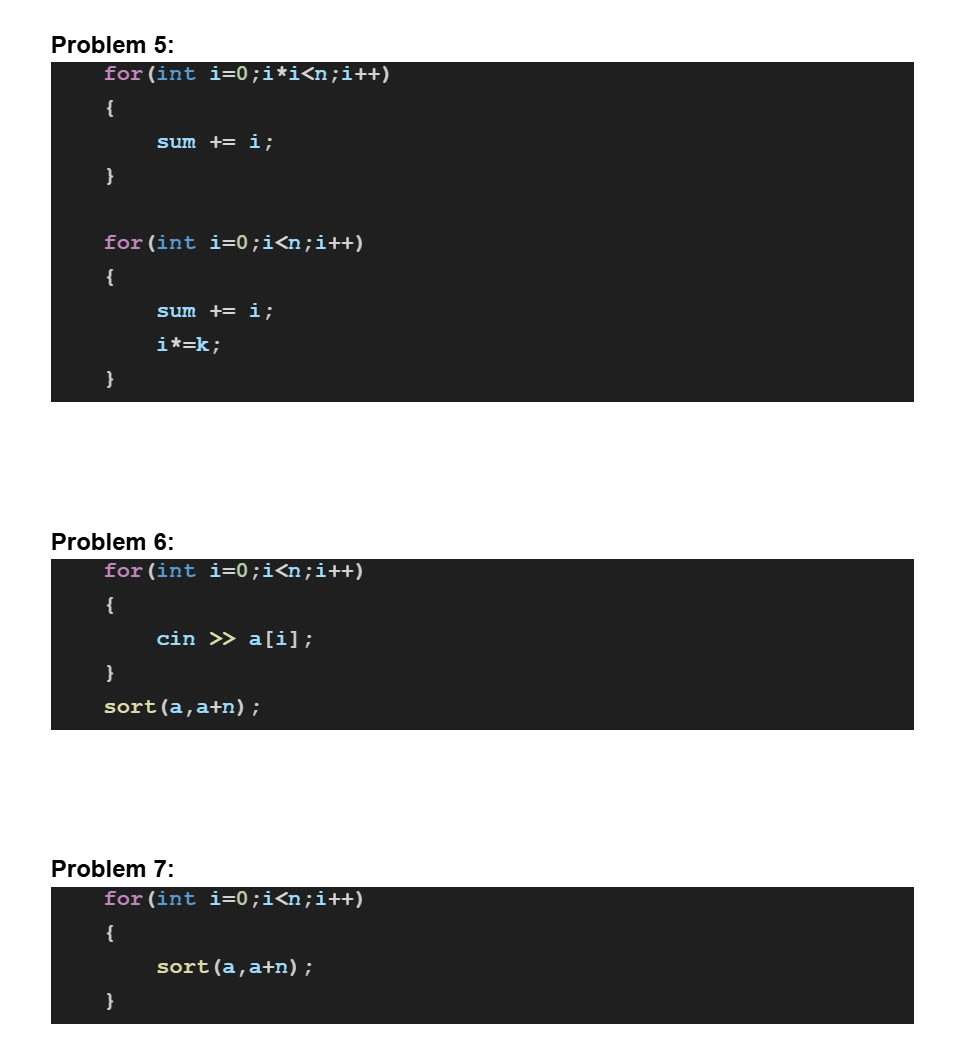 Problem 5:
for(int i=0;i*i<n;i++)
{
sum += i;
}
for(int i=0;i<n;i++)
{
sum += i;
i*=k;
}
Problem 6:
for(int i=0;i<n;i++)
{
cin >> a[i];
}
sort(a,a+n);
Problem 7:
for(int i=0;i<n;i++)
{
sort(a,a+n);
}